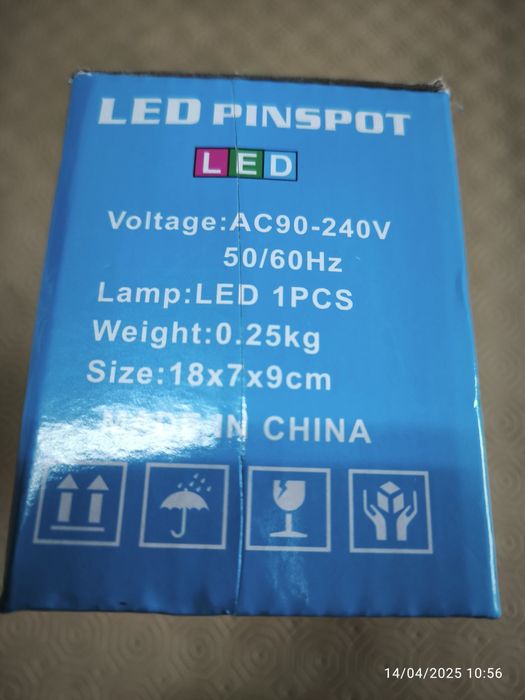 LED PINSPOT
LED
Voltage:AC90-240V
50/60Hz
Lamp:LED 1PCS
Weight:0.25kg
Size:18x7x9cm
MADE IN CHINA
14/04/2025 10:56